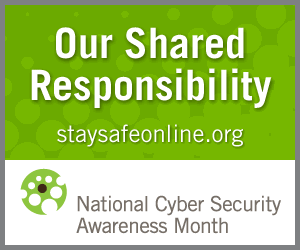 Our Shared
Responsibility
staysafeonline.org
National Cyber Security
Awareness Month